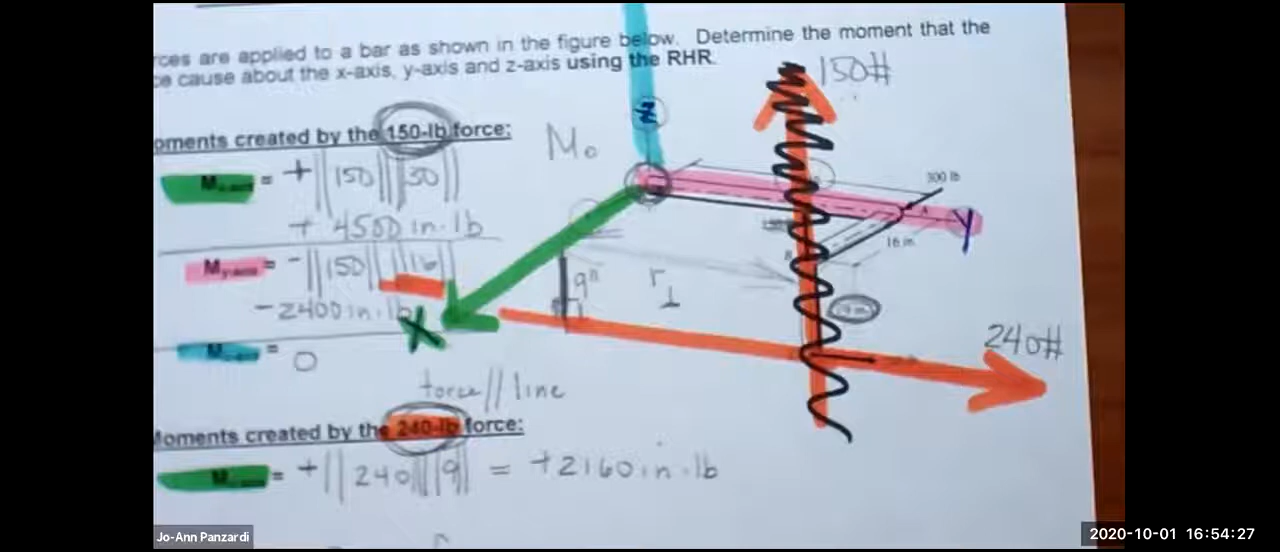 rces are applied to a bar as shown in the figure below. Determine the moment that the
ce cause about the x-axis, y-axis and z-axis using the RHR.
150#
oments created by the 150-lb force:
Mo
Z
= + ||150||||30||
300 lb
A
+ 4500 in·lb
Y
16 in
My-axis = - ||150||||16||
- 2400 in·lb
9"
r⊥
X
= 0
240#
force // line
Moments created by the 240-lb force:
= + ||240||||9|| = +2160 in·lb
Jo-Ann Panzardi
2020-10-01 16:54:27